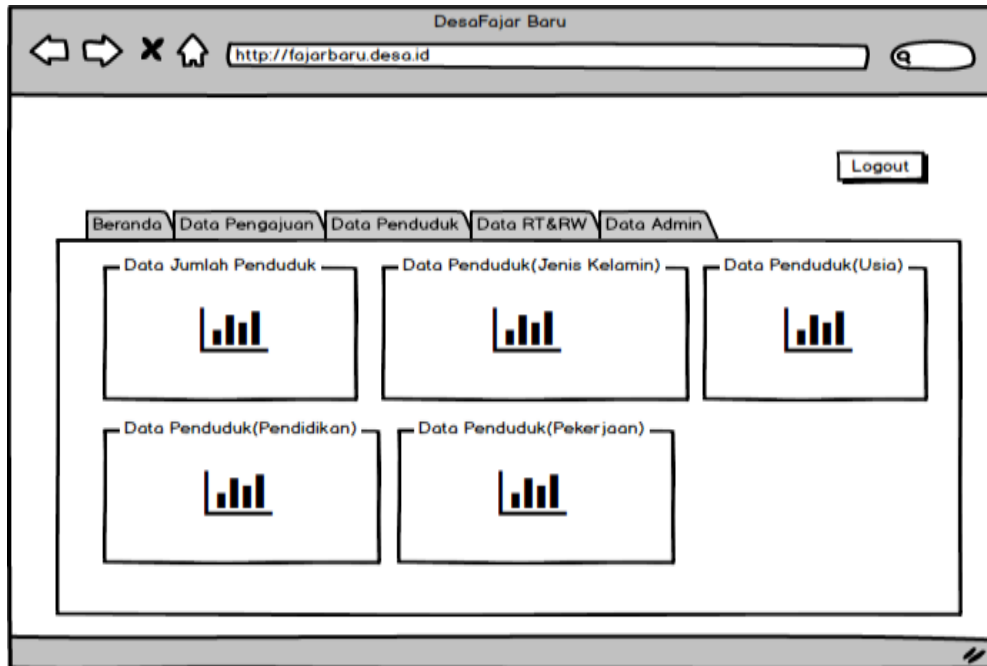 DesaFajar Baru
http://fajarbaru.desa.id
Logout
Beranda Data Pengajuan Data Penduduk Data RT&RW Data Admin
Data Jumlah Penduduk Data Penduduk(Jenis Kelamin) Data Penduduk(Usia)
Data Penduduk(Pendidikan) Data Penduduk(Pekerjaan)